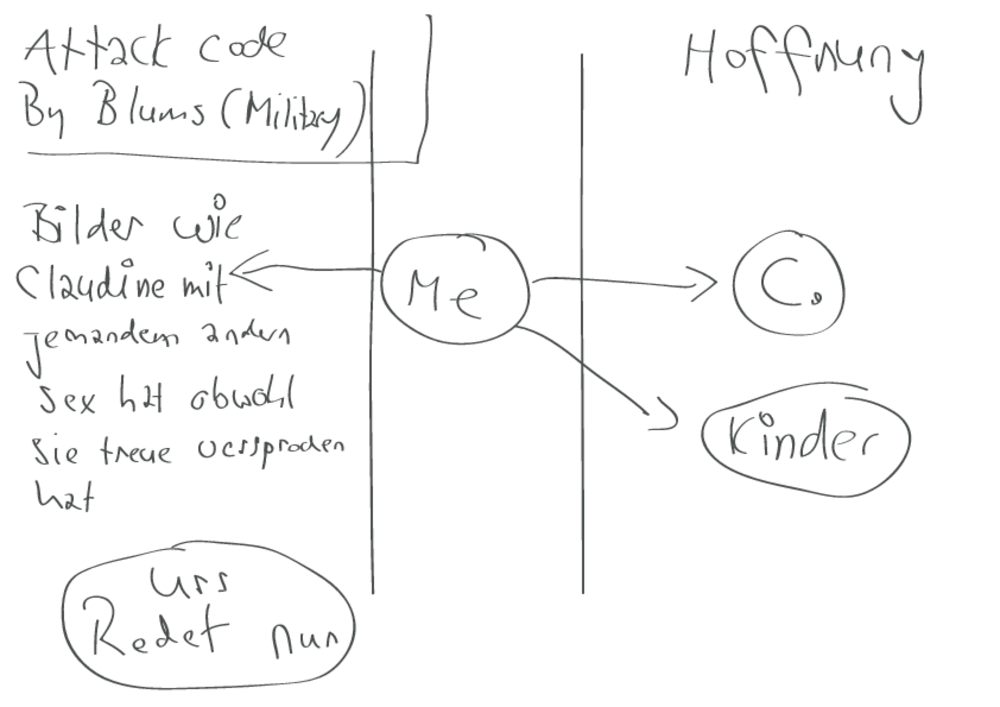 Attack code
By Blums (Military)
Hoffnung
Bilder wie
Claudine mit
jemandem andern
sex hat obwohl
sie treue versprochen
hat
Me
C.
Kinder
Urs
Redet nun